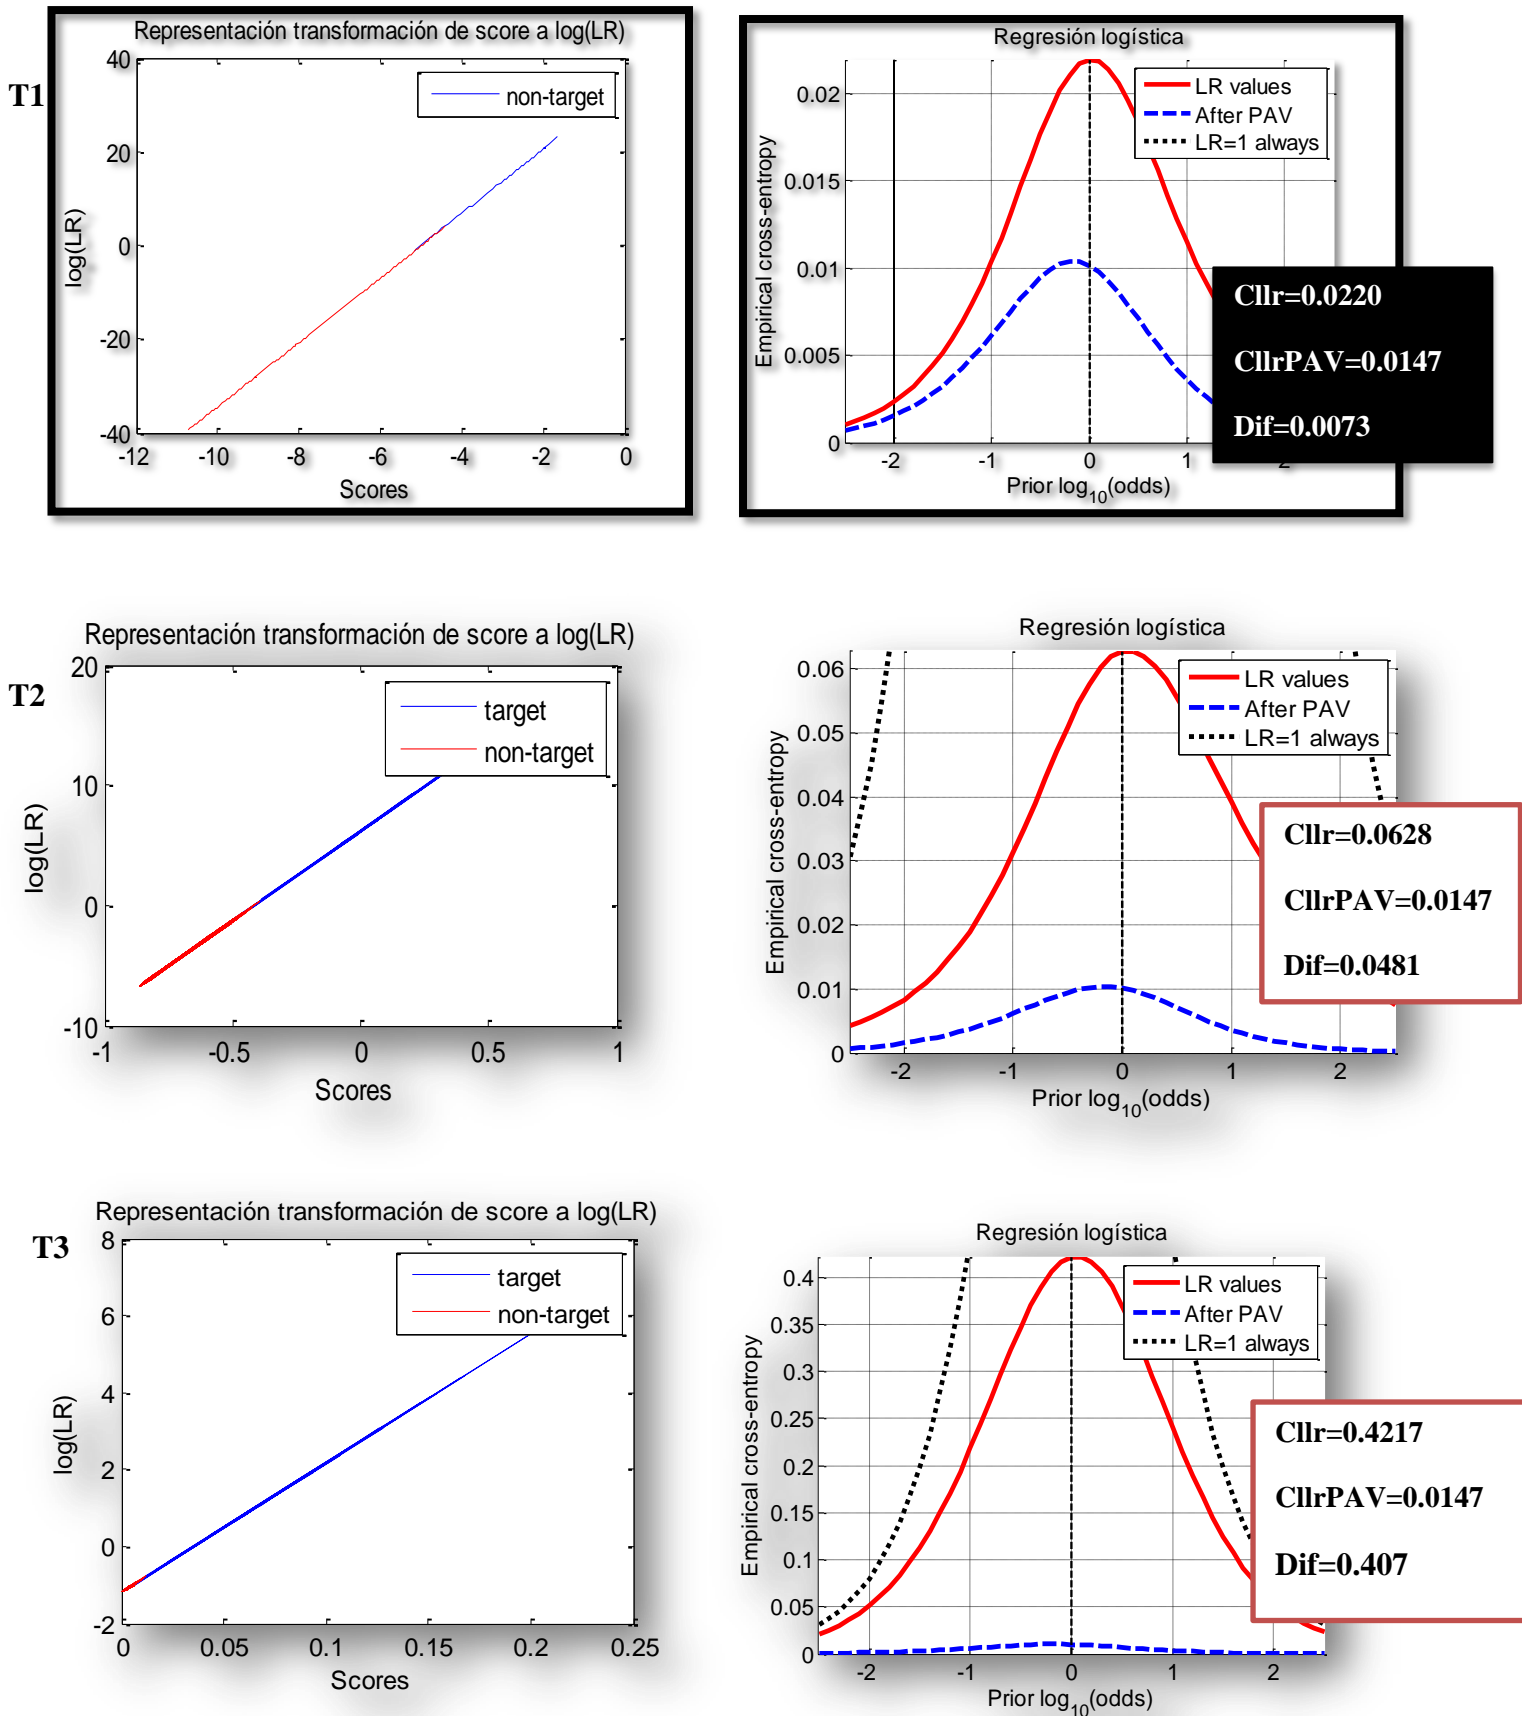 T1
Representación transformación de score a log(LR)
non-target
log(LR)
40
20
0
-20
-40
-12 -10 -8 -6 -4 -2 0
Scores
Regresión logística
LR values
After PAV
LR=1 always
Empirical cross-entropy
0.02
0.015
0.01
0.005
0
-2 -1 0 1 2
Prior log10(odds)
Cllr=0.0220
CllrPAV=0.0147
Dif=0.0073
T2
Representación transformación de score a log(LR)
target
non-target
log(LR)
20
10
0
-10
-1 -0.5 0 0.5 1
Scores
Regresión logística
LR values
After PAV
LR=1 always
Empirical cross-entropy
0.06
0.05
0.04
0.03
0.02
0.01
0
-2 -1 0 1 2
Prior log10(odds)
Cllr=0.0628
CllrPAV=0.0147
Dif=0.0481
T3
Representación transformación de score a log(LR)
target
non-target
log(LR)
8
6
4
2
0
-2
0 0.05 0.1 0.15 0.2 0.25
Scores
Regresión logística
LR values
After PAV
LR=1 always
Empirical cross-entropy
0.4
0.35
0.3
0.25
0.2
0.15
0.1
0.05
0
-2 -1 0 1 2
Prior log10(odds)
Cllr=0.4217
CllrPAV=0.0147
Dif=0.407